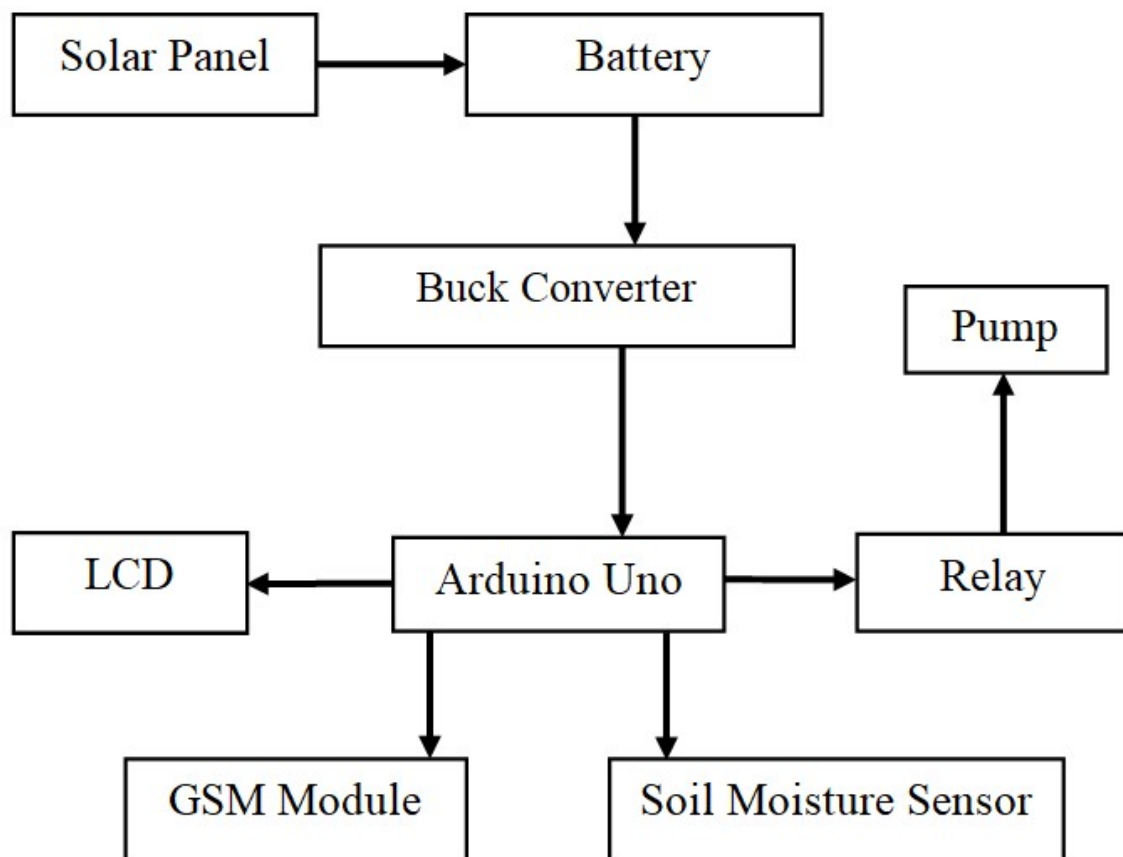 Solar Panel
Battery
Buck Converter
Pump
LCD
Arduino Uno
Relay
GSM Module
Soil Moisture Sensor